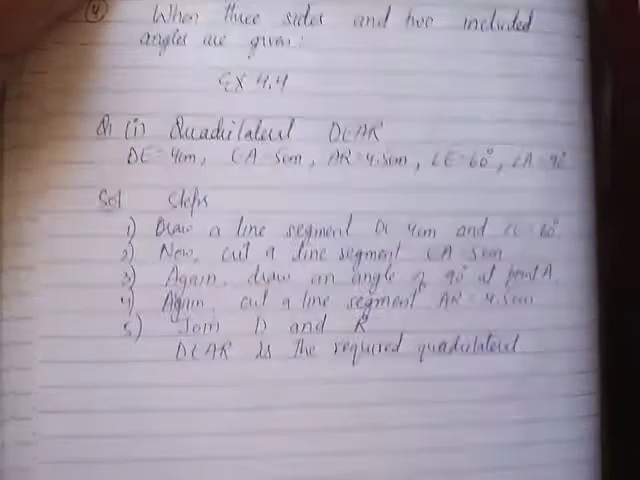 (4) When three sides and two included
angles are given:
EX 4.4
Q1 (i) Quadrilateral DEAR
DE = 4cm, EA = 5cm, AR = 4.5cm, ∠E = 60°, ∠A = 90°
Sol Steps
1) Draw a line segment DE 4cm and ∠E = 60°
2) Now, cut a line segment EA 5cm
3) Again, draw an angle of 90° at point A
4) Again, cut a line segment AR = 4.5cm
5) Join D and R
DEAR is the required quadrilateral